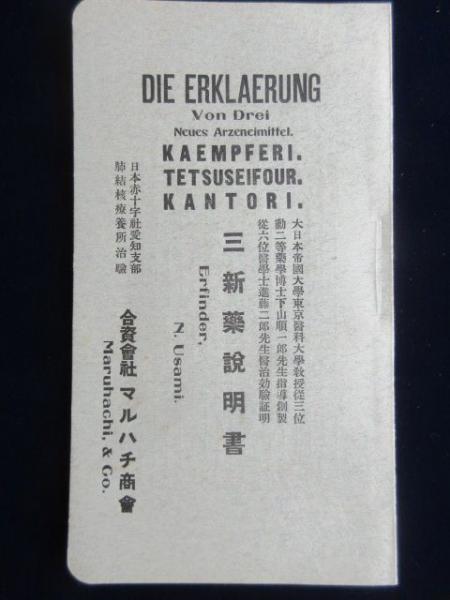 DIE ERKLAERUNG
Von Drei
Neues Arzeneimittel.
KAEMPFERI.
TETSUSEIFOUR.
KANTORI.
大日本帝國大學東京醫科大學敎授從三位
勳二等藥學博士下山順一郎先生指導創製
從六位醫學士進藤二郎先生醫治効驗証明
三新藥說明書
Erfinder,
N. Usami.
日本赤十字社愛知支部
肺結核療養所治驗
合資會社 マルハチ商會
Maruhachi, & Co.